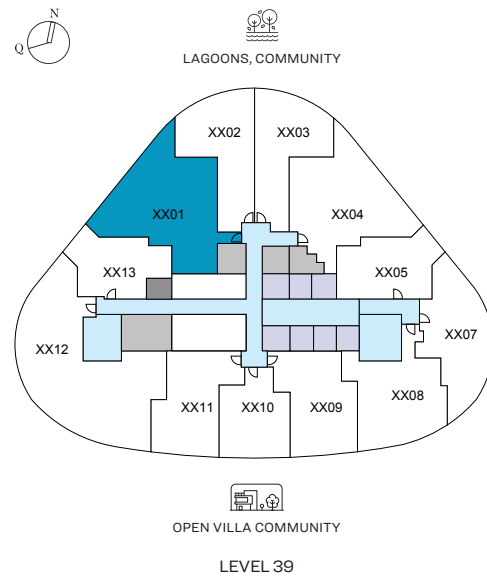 N
Q
LAGOONS, COMMUNITY
XX02
XX03
XX01
XX04
XX13
XX05
XX12
XX07
XX11
XX10
XX09
XX08
OPEN VILLA COMMUNITY
LEVEL 39